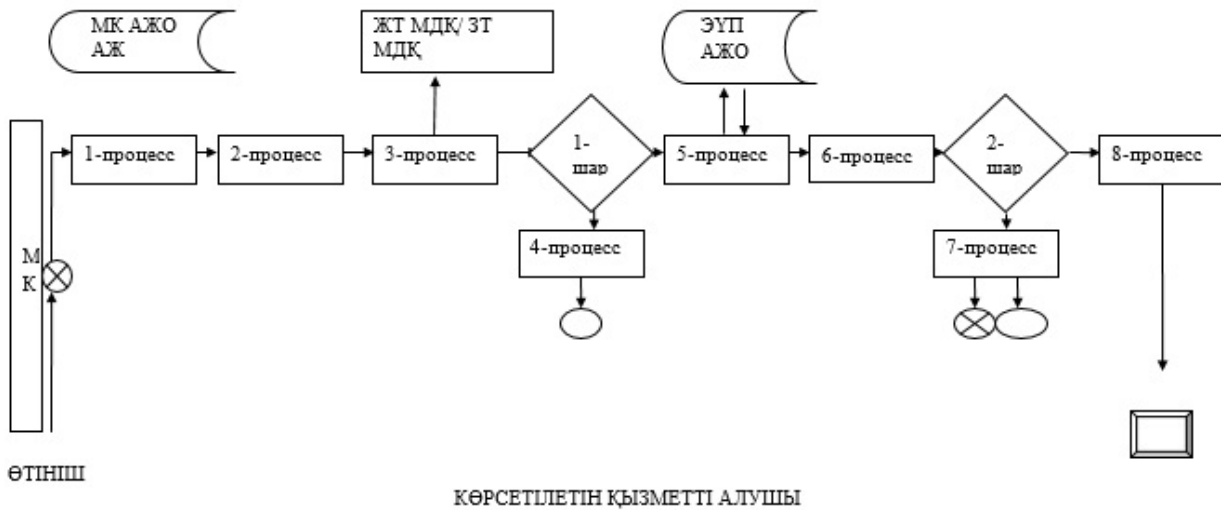 МК АЖО
АЖ
ЖТ МДҚ/ ЗТ
МДҚ
ЭҮП
АЖО
1-процесс
2-процесс
3-процесс
1-
шар
5-процесс
6-процесс
2-
шар
8-процесс
4-процесс
7-процесс
М
К
ӨТІНІШ
КӨРСЕТІЛЕТІН ҚЫЗМЕТТІ АЛУШЫ